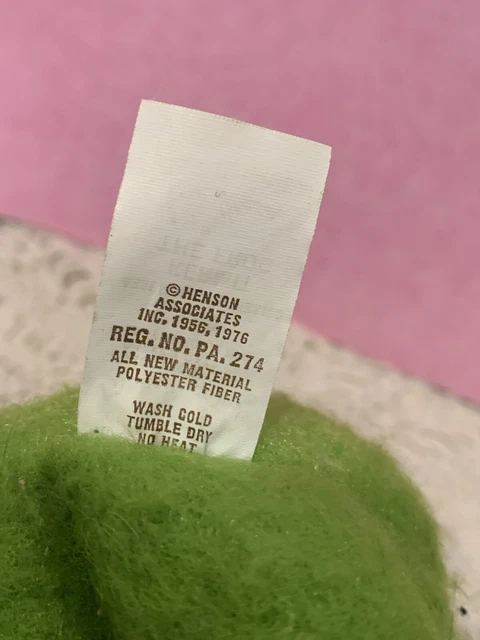 © HENSON
ASSOCIATES
INC. 1956, 1976
REG. NO. PA. 274
ALL NEW MATERIAL
POLYESTER FIBER
WASH COLD
TUMBLE DRY
NO HEAT